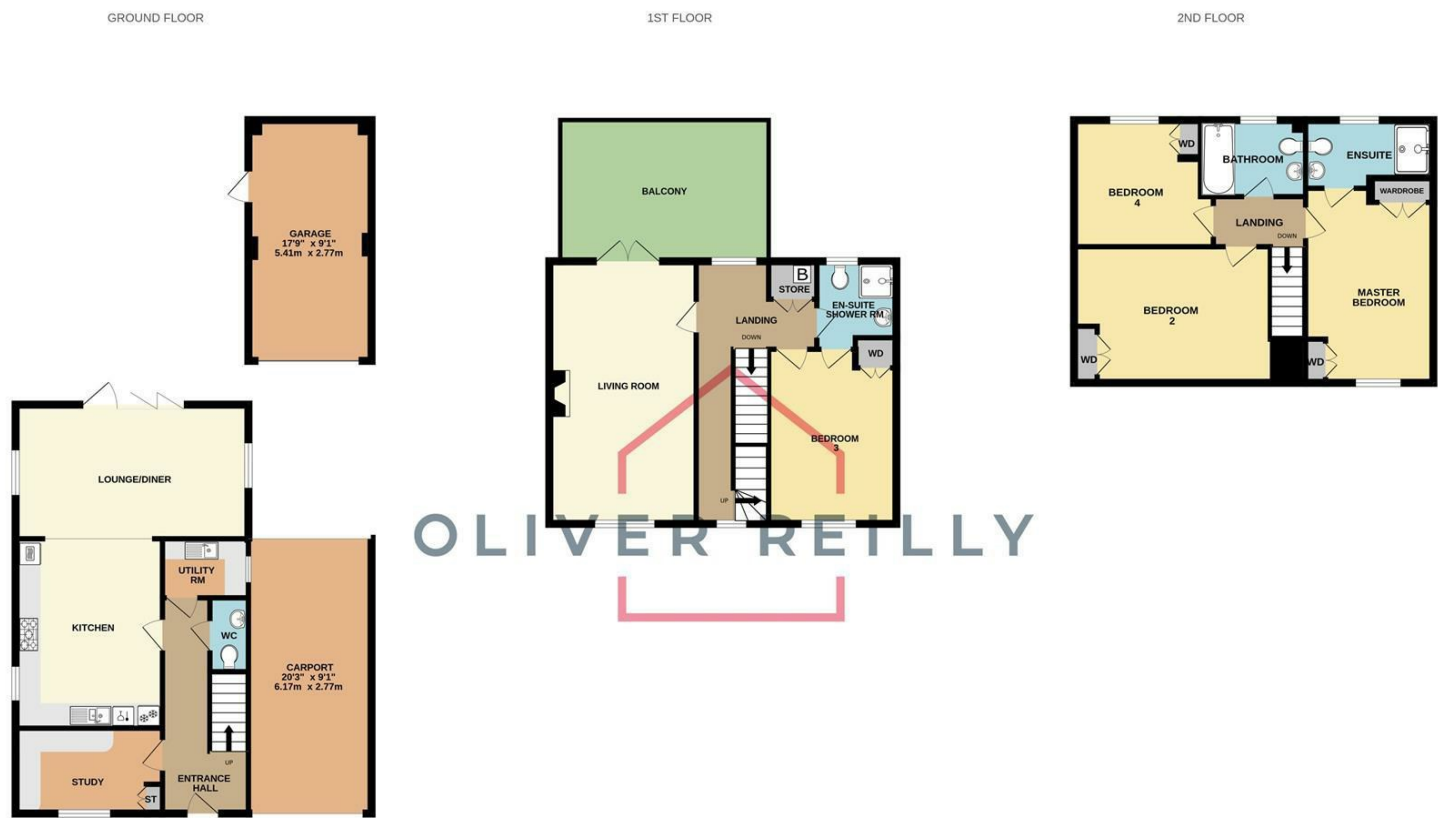 GROUND FLOOR
GARAGE
17'9" x 9'1"
5.41m x 2.77m
LOUNGE/DINER
UTILITY
RM
KITCHEN
WC
CARPORT
20'3" x 9'1"
6.17m x 2.77m
UP
STUDY
ENTRANCE
HALL
ST
1ST FLOOR
BALCONY
B
STORE
EN-SUITE
SHOWER RM
LANDING
DOWN
WD
LIVING ROOM
BEDROOM
3
UP
OLIVER REILLY
2ND FLOOR
WD
BATHROOM
ENSUITE
BEDROOM
4
WARDROBE
LANDING
DOWN
MASTER
BEDROOM
BEDROOM
2
WD
WD